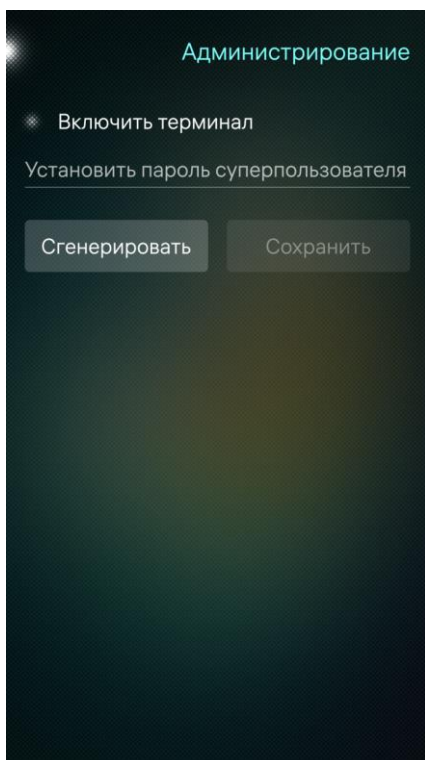 Администрирование
Включить терминал
Установить пароль суперпользователя
Сгенерировать Сохранить